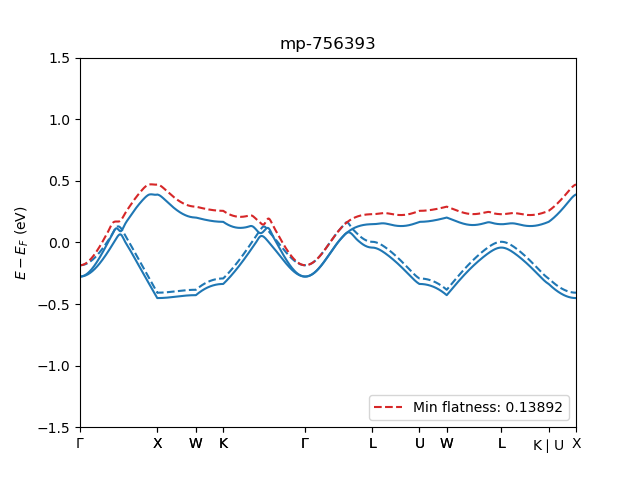 mp-756393
E − E_F (eV)
1.5
1.0
0.5
0.0
−0.5
−1.0
−1.5
Min flatness: 0.13892
Γ X W K Γ L U W L K | U X